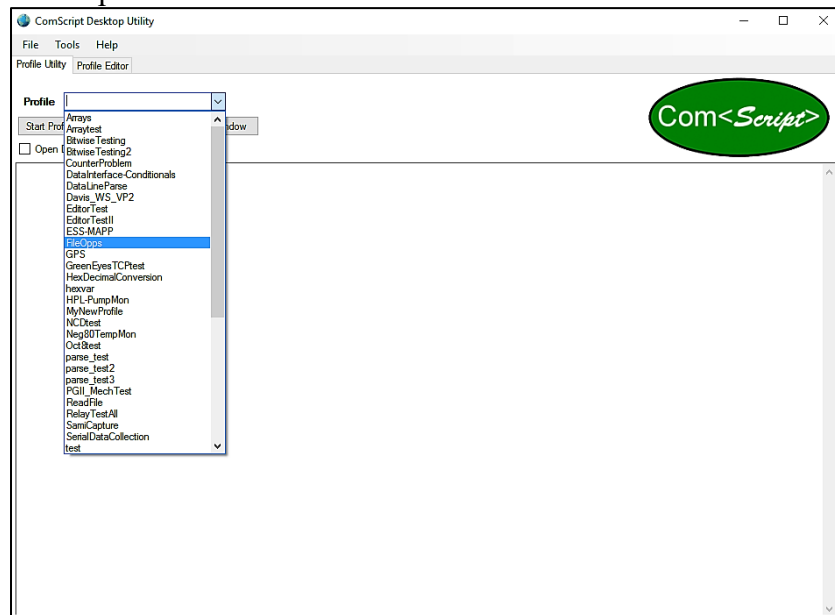 ComScript Desktop Utility
File Tools Help
Profile Utility Profile Editor
Profile
Com<Script>
Start Prof
Open
Arrays
Arraytest
BitwiseTesting
BitwiseTesting2
CounterProblem
DataInterface-Conditionals
DataLineParse
Davis_WS_VP2
EditorTest
EditorTestII
ESS-MAPP
FileOpps
GPS
GreenEyesTCPtest
HexDecimalConversion
hexvar
HPL-PumpMon
MyNewProfile
NCDtest
Neg80TempMon
Oct8test
parse_test
parse_test2
parse_test3
PGII_MechTest
ReadFile
RelayTestAll
SamiCapture
SerialDataCollection
test